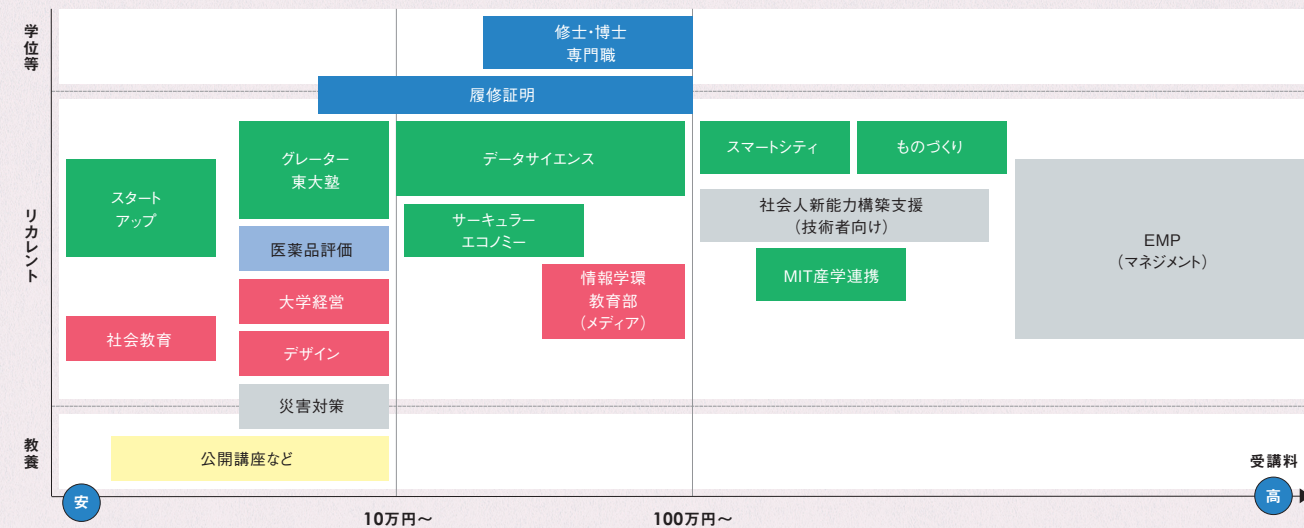 学位等
修士・博士
専門職
履修証明
リカレント
スタート
アップ
社会教育
グレーター
東大塾
医薬品評価
大学経営
デザイン
災害対策
データサイエンス
サーキュラー
エコノミー
情報学環
教育部
（メディア）
スマートシティ
ものづくり
社会人新能力構築支援
（技術者向け）
MIT産学連携
EMP
（マネジメント）
教養
公開講座など
受講料
安
高
10万円〜
100万円〜